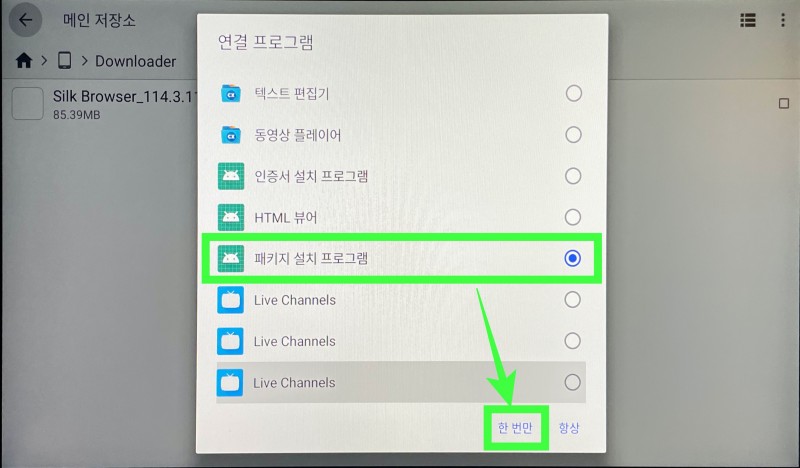 메인 저장소
Downloader
Silk Browser_114.3.1
85.39MB
연결 프로그램
텍스트 편집기
동영상 플레이어
인증서 설치 프로그램
HTML 뷰어
패키지 설치 프로그램
Live Channels
Live Channels
Live Channels
한 번만
항상